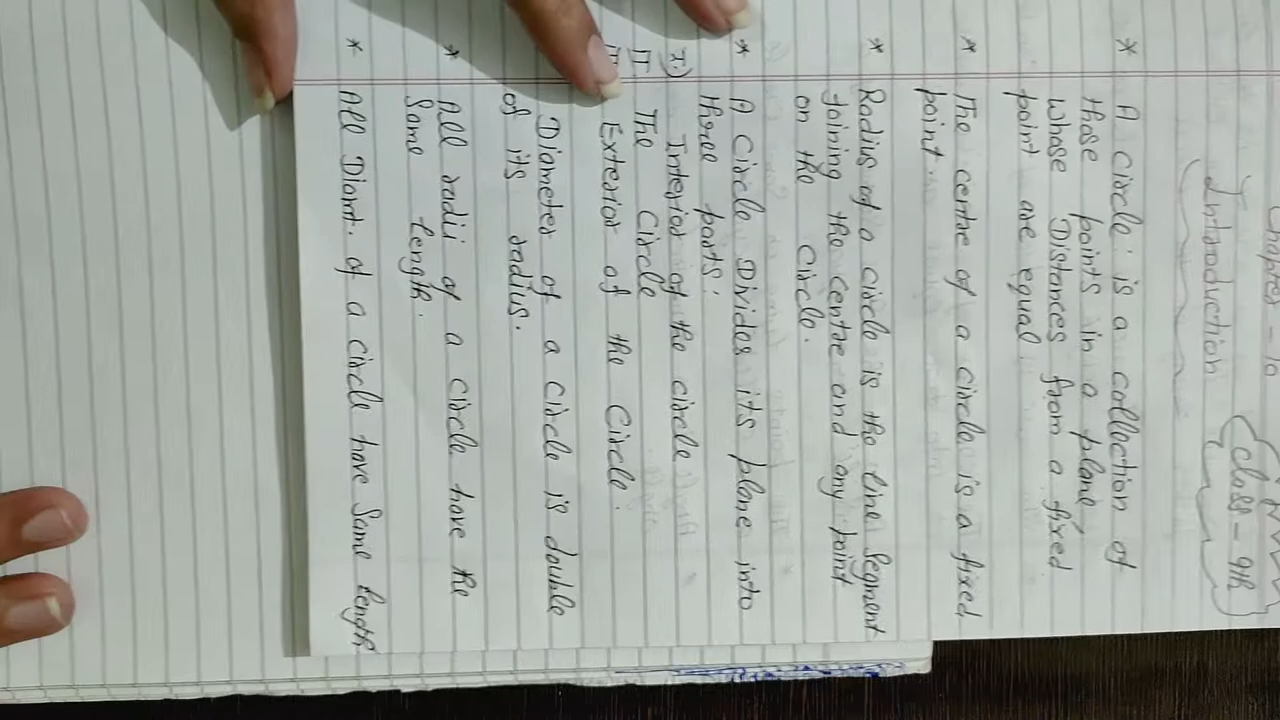 Chapter - 10
Introduction
Class - 9th
* A circle is a collection of
those points in a plane,
whose Distances from a fixed
point are equal.
* The centre of a circle is a fixed
point
* Radius of a circle is the line segment
Joining the centre and any point
on the circle.
* A circle Divides its plane into
three parts.
I.) Interior of the circle
II The circle
Exterior of the circle.
Diameter of a circle is double
of its radius.
* All radii of a circle have the
Same length.
* All Diamt. of a circle have Same length